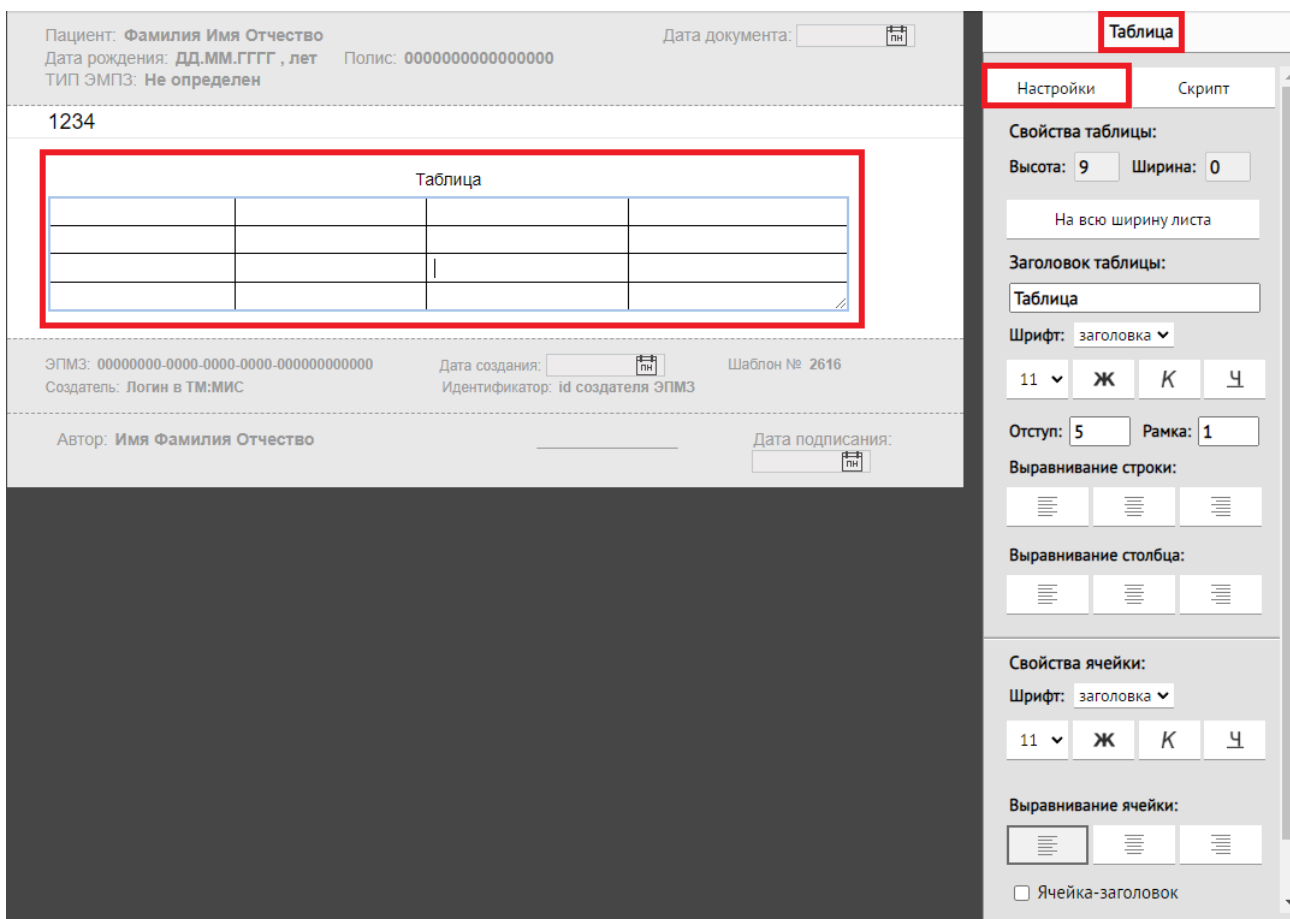 Пациент: Фамилия Имя Отчество Дата документа: ПН
Дата рождения: ДД.ММ.ГГГГ , лет Полис: 0000000000000000
ТИП ЭМПЗ: Не определен
1234
Таблица
ЭПМЗ: 00000000-0000-0000-0000-000000000000 Дата создания: ПН Шаблон № 2616
Создатель: Логин в ТМ:МИС Идентификатор: id создателя ЭПМЗ
Автор: Имя Фамилия Отчество Дата подписания:
ПН
Таблица
Настройки Скрипт
Свойства таблицы:
Высота: 9 Ширина: 0
На всю ширину листа
Заголовок таблицы:
Таблица
Шрифт: заголовка
11 Ж К Ч
Отступ: 5 Рамка: 1
Выравнивание строки:
Выравнивание столбца:
Свойства ячейки:
Шрифт: заголовка
11 Ж К Ч
Выравнивание ячейки:
Ячейка-заголовок